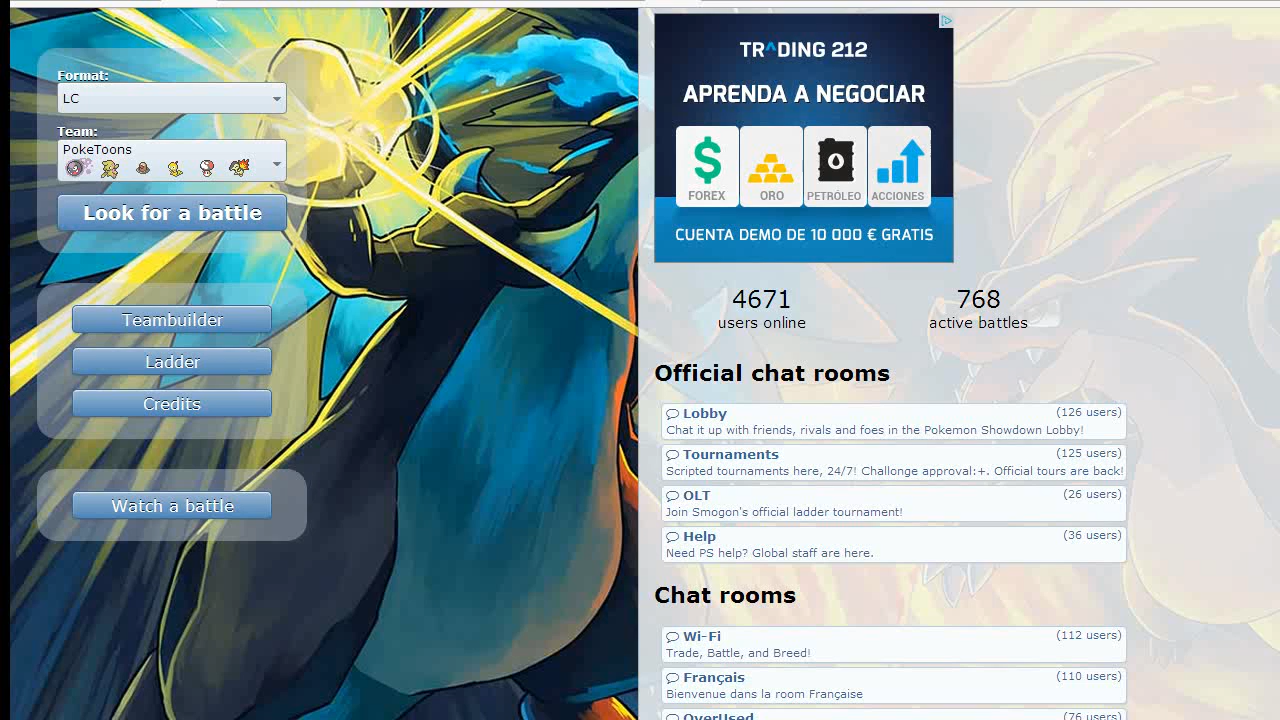 Format:
LC
Team:
PokeToons
Look for a battle
Teambuilder
Ladder
Credits
Watch a battle
TR^DING 212
APRENDA A NEGOCIAR
$
FOREX ORO PETRÓLEO ACCIONES
CUENTA DEMO DE 10 000 € GRATIS
4671 768
users online active battles
Official chat rooms
Lobby (126 users)
Chat it up with friends, rivals and foes in the Pokemon Showdown Lobby!
Tournaments (125 users)
Scripted tournaments here, 24/7! Challonge approval:+. Official tours are back!
OLT (26 users)
Join Smogon's official ladder tournament!
Help (36 users)
Need PS help? Global staff are here.
Chat rooms
Wi-Fi (112 users)
Trade, Battle, and Breed!
Français (110 users)
Bienvenue dans la room Française
OverUsed (76 users)